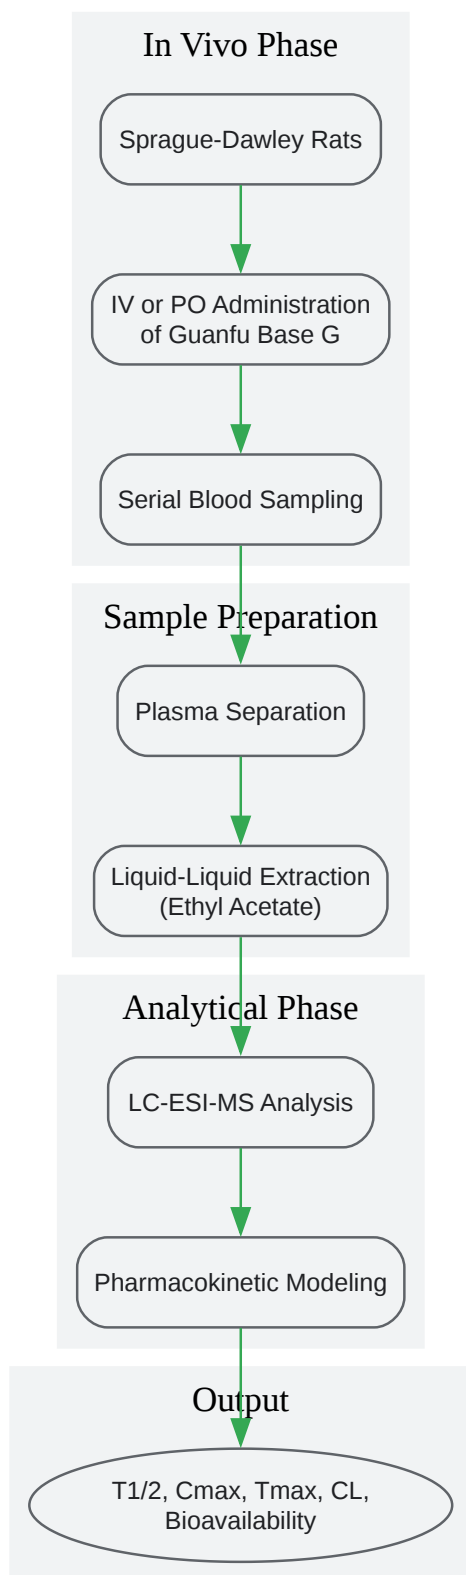 In Vivo Phase
Sprague-Dawley Rats
IV or PO Administration
of Guanfu Base G
Serial Blood Sampling
Sample Preparation
Plasma Separation
Liquid-Liquid Extraction
(Ethyl Acetate)
Analytical Phase
LC-ESI-MS Analysis
Pharmacokinetic Modeling
Output
T1/2, Cmax, Tmax, CL,
Bioavailability